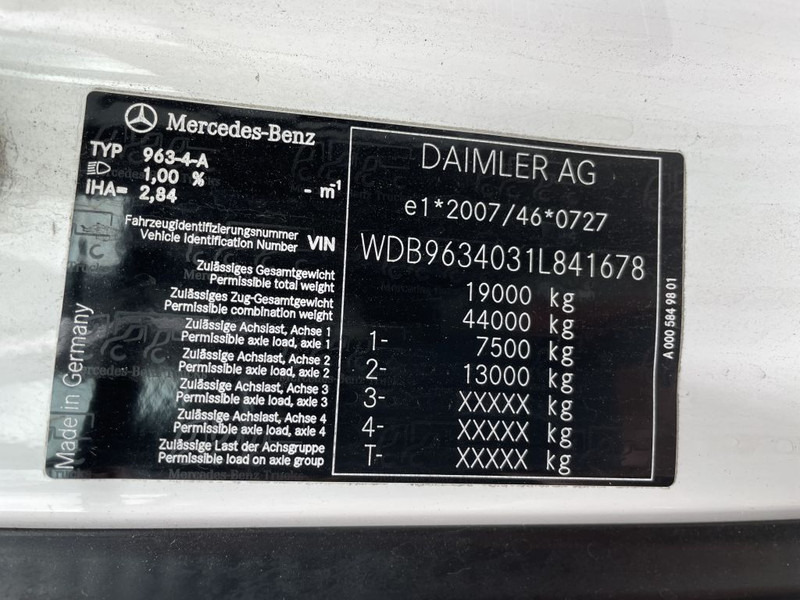 Mercedes-Benz
TYP 963-4-A
1,00 %
IHA= 2,84 - m-1
Fahrzeugidentifizierungsnummer
Vehicle Identification Number VIN
Zulässiges Gesamtgewicht
Permissible total weight
Zulässiges Zug-Gesamtgewicht
Permissible combination weight
Zulässige Achslast, Achse 1
Permissible axle load, axle 1
Zulässige Achslast, Achse 2
Permissible axle load, axle 2
Zulässige Achslast, Achse 3
Permissible axle load, axle 3
Zulässige Achslast, Achse 4
Permissible axle load, axle 4
Zulässige Last der Achsgruppe
Permissible load on axle group
Made in Germany
DAIMLER AG
e1*2007/46*0727
WDB9634031L841678
19000 kg
44000 kg
1- 7500 kg
2- 13000 kg
3- XXXXX kg
4- XXXXX kg
T- XXXXX kg
A 000 584 98 01